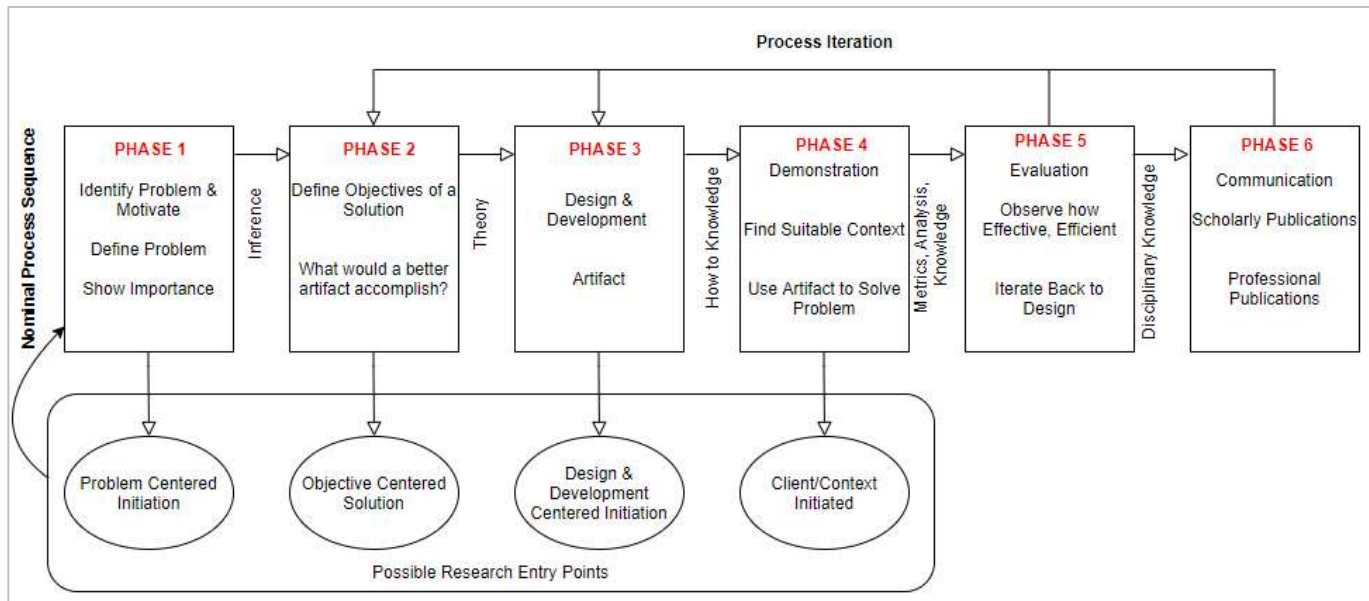 Process Iteration
Nominal Process Sequence
PHASE 1
Identify Problem &
Motivate
Define Problem
Show Importance
Inference
PHASE 2
Define Objectives of a
Solution
What would a better
artifact accomplish?
Theory
PHASE 3
Design &
Development
Artifact
How to Knowledge
PHASE 4
Demonstration
Find Suitable Context
Use Artifact to Solve
Problem
Metrics, Analysis,
Knowledge
PHASE 5
Evaluation
Observe how
Effective, Efficient
Iterate Back to
Design
Disciplinary Knowledge
PHASE 6
Communication
Scholarly Publications
Professional
Publications
Problem Centered
Initiation
Objective Centered
Solution
Design &
Development
Centered Initiation
Client/Context
Initiated
Possible Research Entry Points